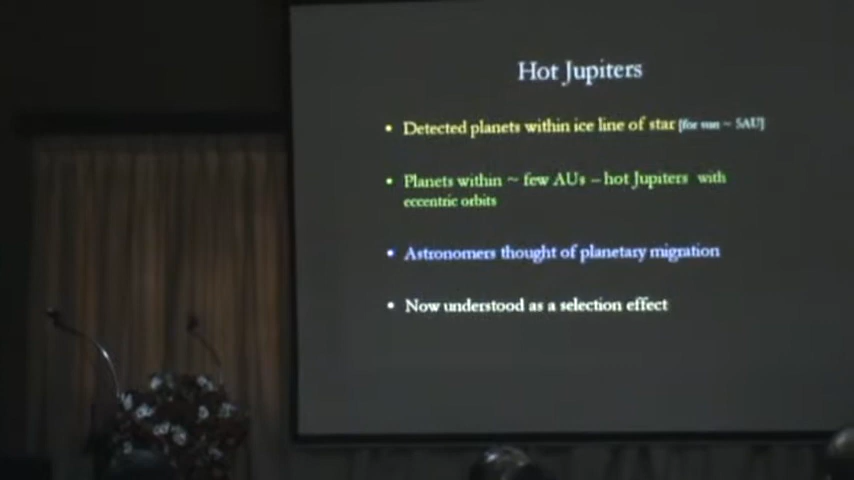 Hot Jupiters
• Detected planets within ice line of star [for sun ~ 5AU]
• Planets within ~ few AUs – hot Jupiters with
eccentric orbits
• Astronomers thought of planetary migration
• Now understood as a selection effect